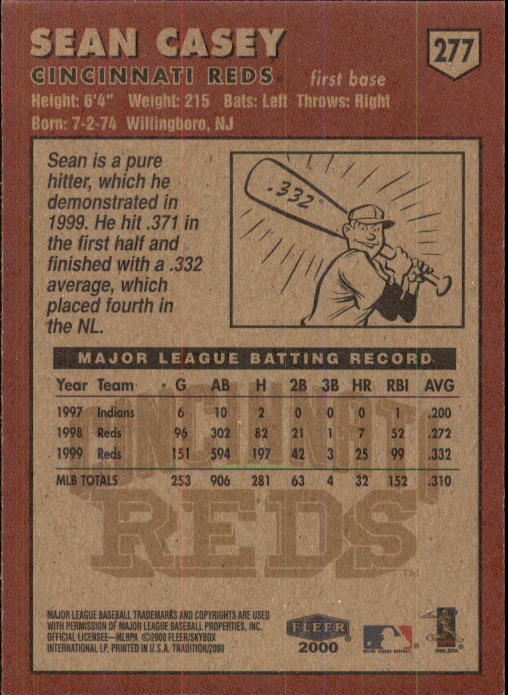 SEAN CASEY
277
CINCINNATI REDS first base
Height: 6'4" Weight: 215 Bats: Left Throws: Right
Born: 7-2-74 Willingboro, NJ
Sean is a pure
hitter, which he
demonstrated in
1999. He hit .371 in
the first half and
finished with a .332
average, which
placed fourth in
the NL.
.332
MAJOR LEAGUE BATTING RECORD
Year Team G AB H 2B 3B HR RBI AVG
1997 Indians 6 10 2 0 0 0 1 .200
1998 Reds 96 302 82 21 1 7 52 .272
1999 Reds 151 594 197 42 3 25 99 .332
MLB TOTALS 253 906 281 63 4 32 152 .310
CINCINNATI
REDS
TM
MAJOR LEAGUE BASEBALL TRADEMARKS AND COPYRIGHTS ARE USED
WITH PERMISSION OF MAJOR LEAGUE BASEBALL PROPERTIES, INC.
OFFICIAL LICENSEE—MLBPA ©2000 FLEER/SKYBOX
INTERNATIONAL LP. PRINTED IN U.S.A. TRADITION/2000
FLEER
2000
MAJOR LEAGUE BASEBALL
MLBPA